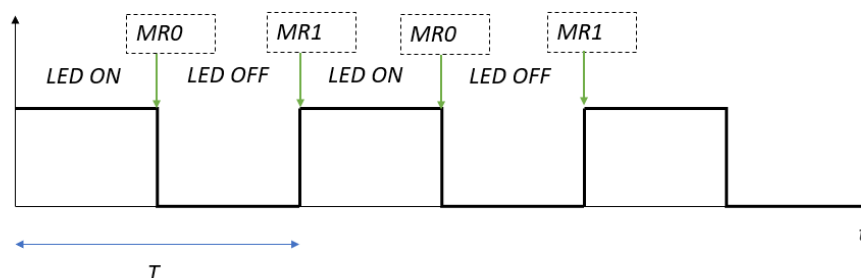 MR0 MR1 MR0 MR1
LED ON LED OFF LED ON LED OFF
t
T